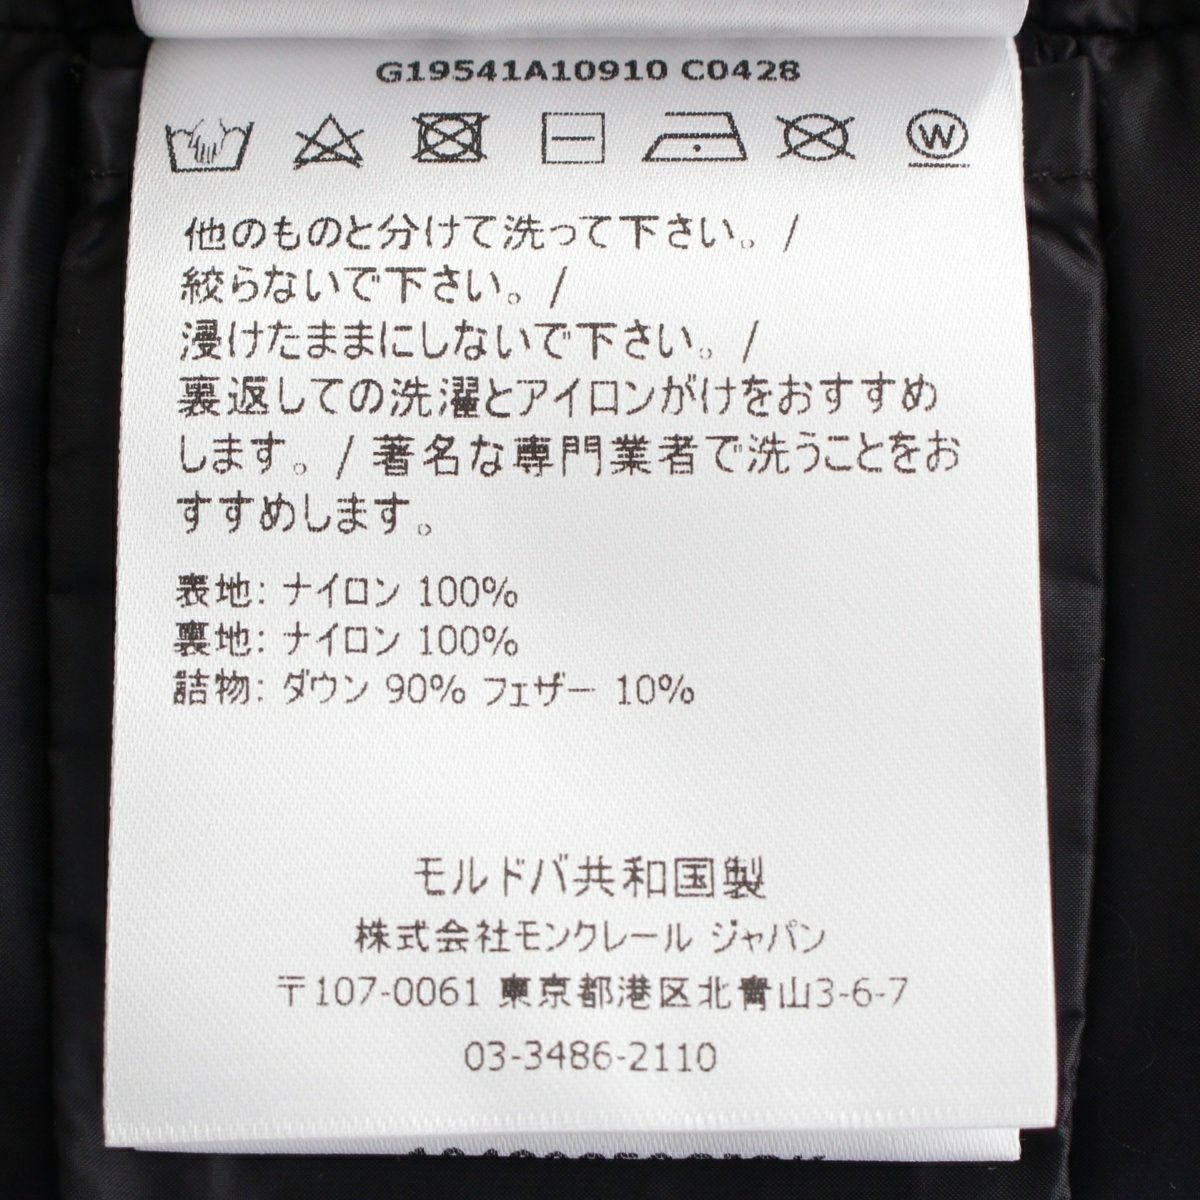 G19541A10910 C0428
W
他のものと分けて洗って下さい。/
絞らないで下さい。/
浸けたままにしないで下さい。/
裏返しての洗濯とアイロンがけをおすすめ
します。/ 著名な専門業者で洗うことをお
すすめします。
表地: ナイロン 100%
裏地: ナイロン 100%
詰物: ダウン 90% フェザー 10%
モルドバ共和国製
株式会社モンクレール ジャパン
〒107-0061 東京都港区北青山3-6-7
03-3486-2110